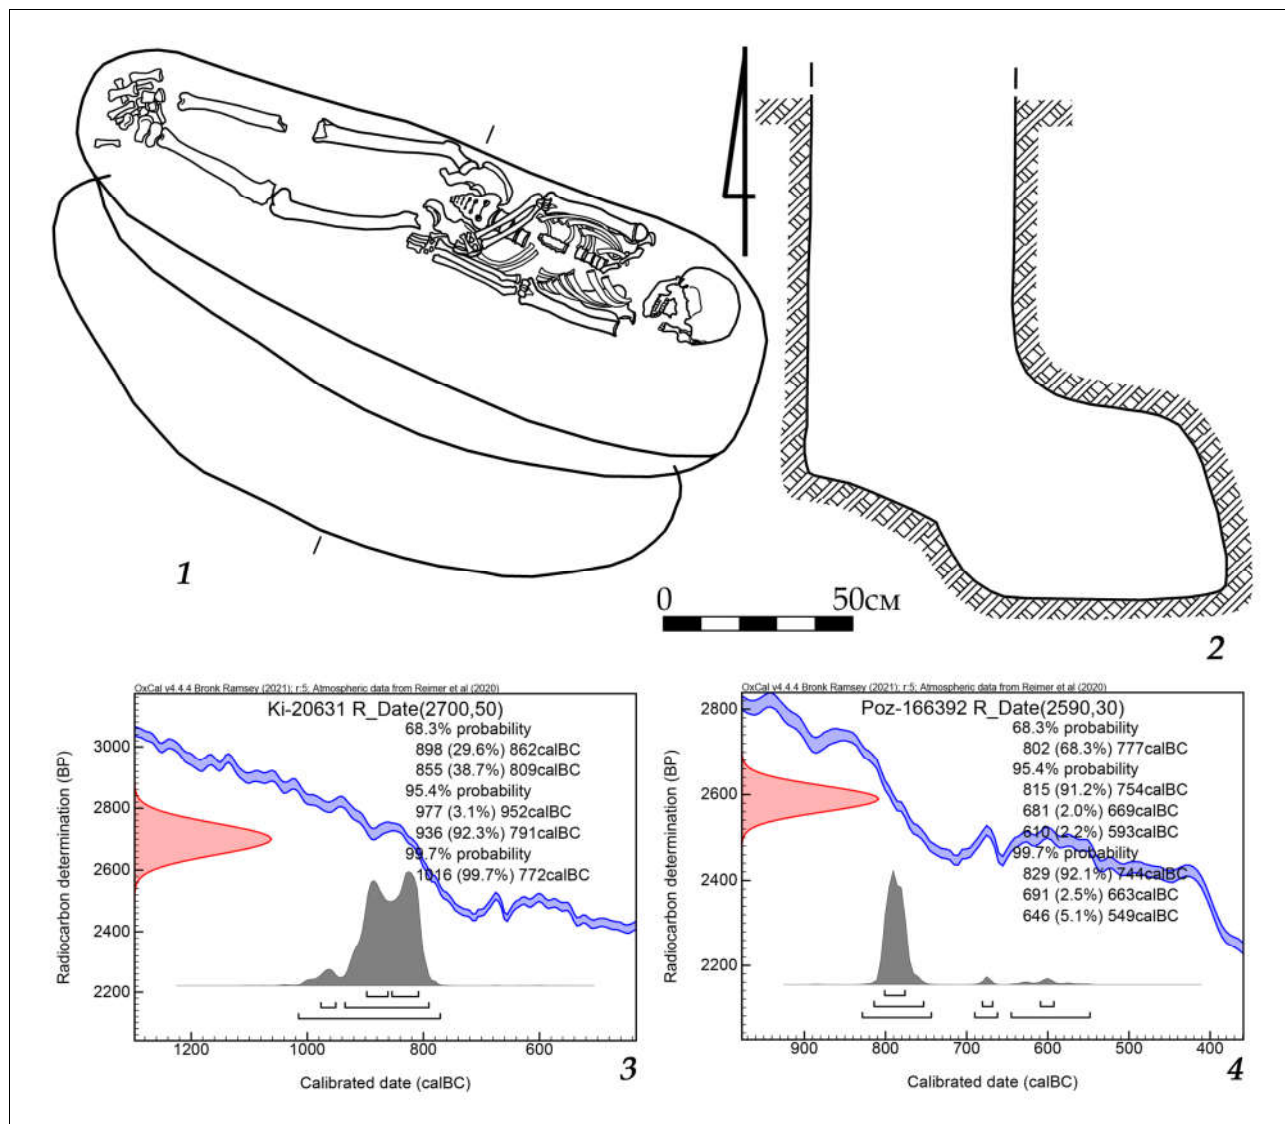 1
0 50см
2
OxCal v4.4.4 Bronk Ramsey (2021); r:5; Atmospheric data from Reimer et al (2020)
Ki-20631 R_Date(2700,50)
68.3% probability
898 (29.6%) 862calBC
855 (38.7%) 809calBC
95.4% probability
977 (3.1%) 952calBC
936 (92.3%) 791calBC
99.7% probability
1016 (99.7%) 772calBC
Radiocarbon determination (BP)
3000
2800
2600
2400
2200
1200 1000 800 600
Calibrated date (calBC)
3
OxCal v4.4.4 Bronk Ramsey (2021); r:5; Atmospheric data from Reimer et al (2020)
Poz-166392 R_Date(2590,30)
68.3% probability
802 (68.3%) 777calBC
95.4% probability
815 (91.2%) 754calBC
681 (2.0%) 669calBC
610 (2.2%) 593calBC
99.7% probability
829 (92.1%) 744calBC
691 (2.5%) 663calBC
646 (5.1%) 549calBC
Radiocarbon determination (BP)
2800
2600
2400
2200
900 800 700 600 500 400
Calibrated date (calBC)
4